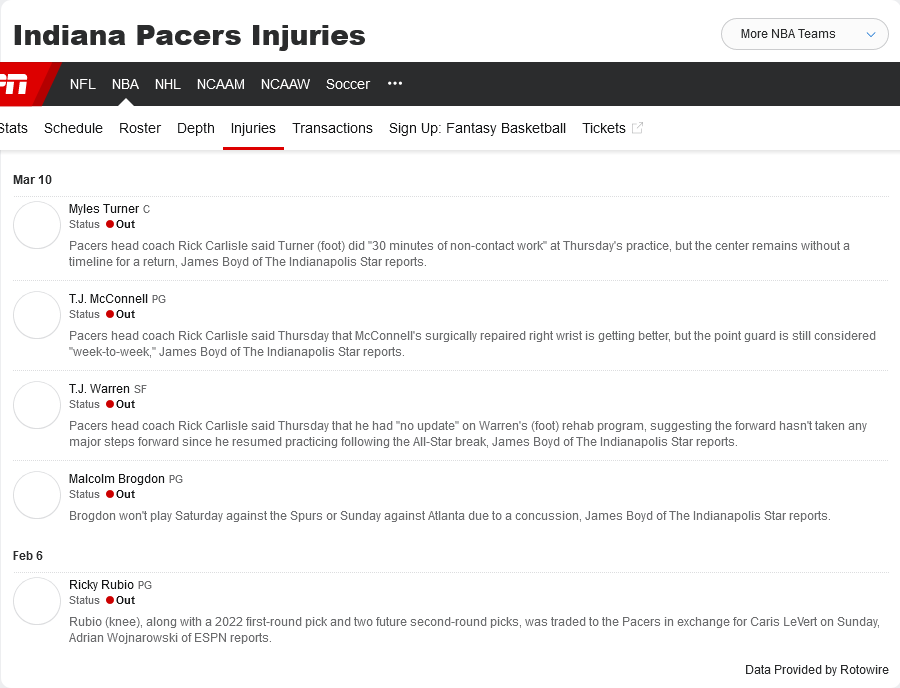 Indiana Pacers Injuries
More NBA Teams
NFL NBA NHL NCAAM NCAAW Soccer •••
Schedule Roster Depth Injuries Transactions Sign Up: Fantasy Basketball Tickets
Mar 10
Myles Turner C
Status Out
Pacers head coach Rick Carlisle said Turner (foot) did "30 minutes of non-contact work" at Thursday's practice, but the center remains without a
timeline for a return, James Boyd of The Indianapolis Star reports.
T.J. McConnell PG
Status Out
Pacers head coach Rick Carlisle said Thursday that McConnell's surgically repaired right wrist is getting better, but the point guard is still considered
"week-to-week," James Boyd of The Indianapolis Star reports.
T.J. Warren SF
Status Out
Pacers head coach Rick Carlisle said Thursday that he had "no update" on Warren's (foot) rehab program, suggesting the forward hasn't taken any
major steps forward since he resumed practicing following the All-Star break, James Boyd of The Indianapolis Star reports.
Malcolm Brogdon PG
Status Out
Brogdon won't play Saturday against the Spurs or Sunday against Atlanta due to a concussion, James Boyd of The Indianapolis Star reports.
Feb 6
Ricky Rubio PG
Status Out
Rubio (knee), along with a 2022 first-round pick and two future second-round picks, was traded to the Pacers in exchange for Caris LeVert on Sunday,
Adrian Wojnarowski of ESPN reports.
Data Provided by Rotowire